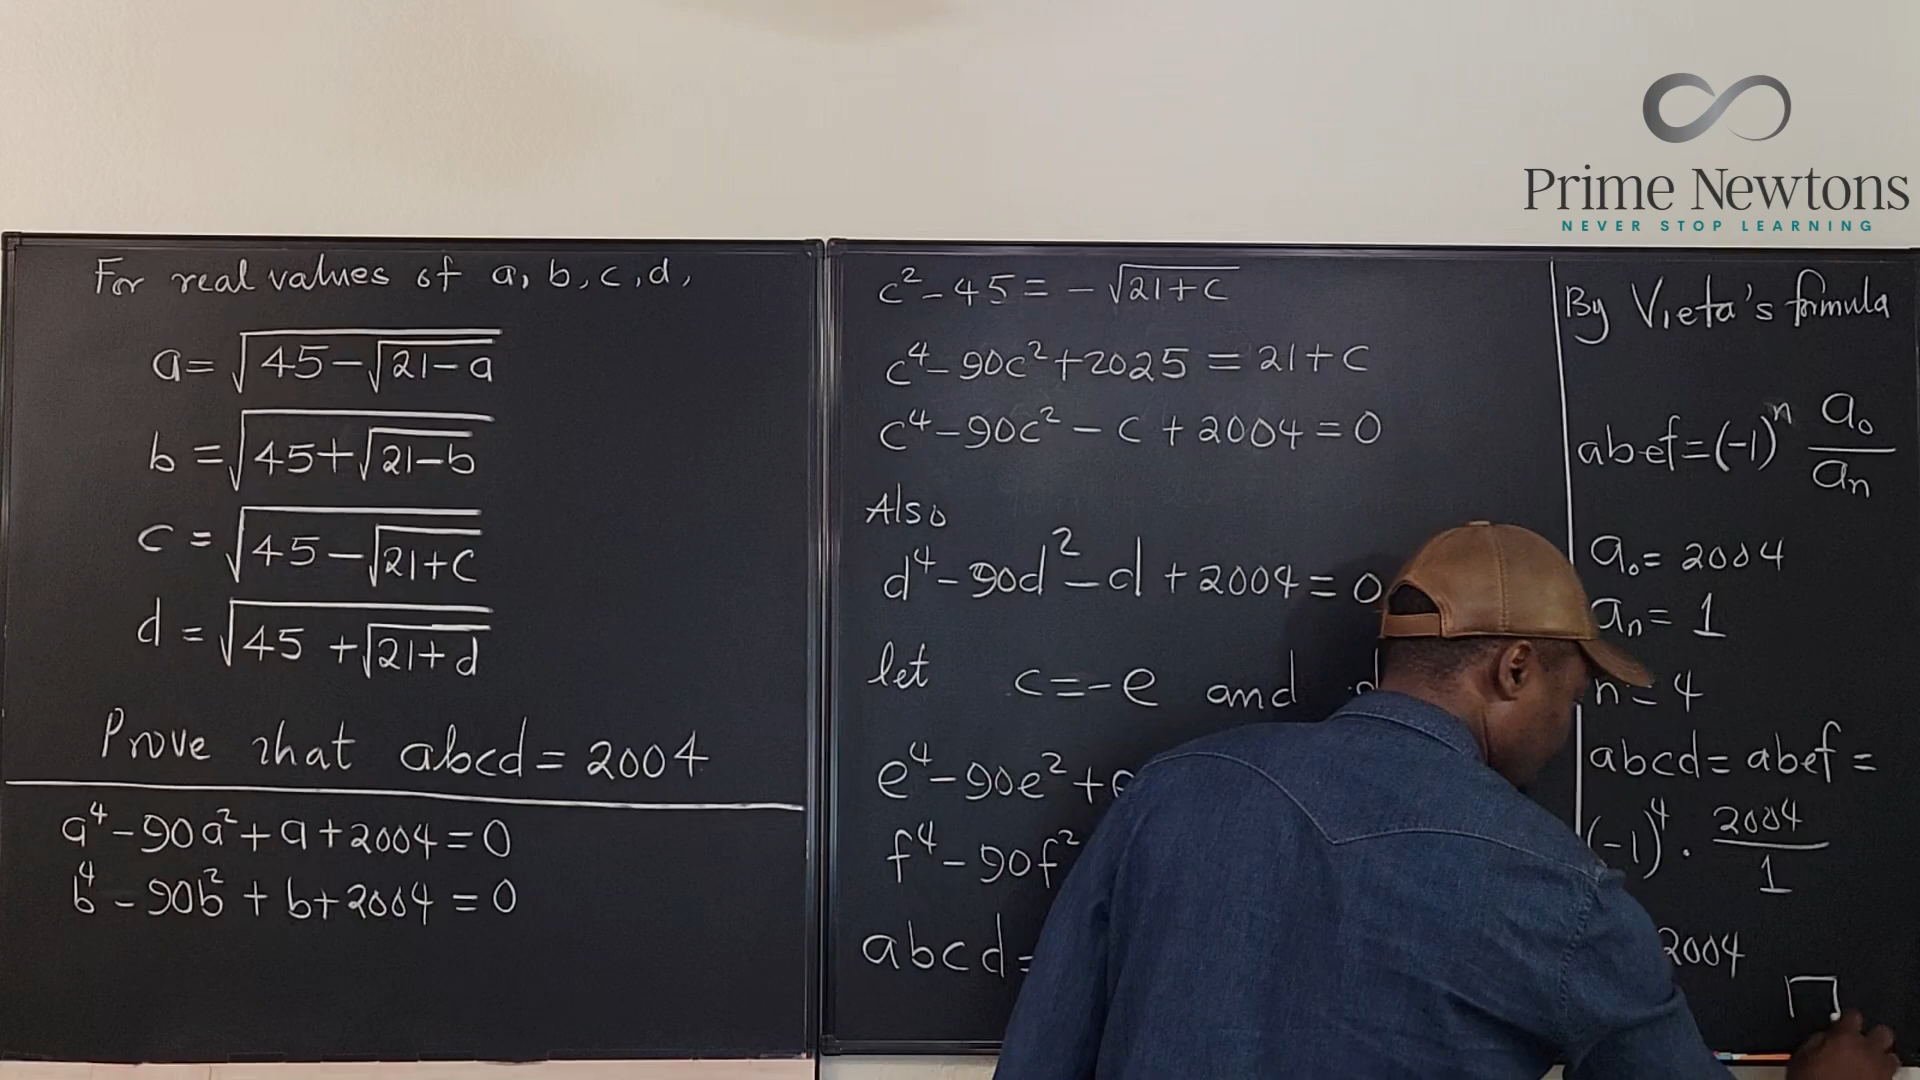 Prime Newtons
NEVER STOP LEARNING
For real values of a, b, c, d,
a = √(45 − √(21 − a))
b = √(45 + √(21 − b))
c = √(45 − √(21 + c))
d = √(45 + √(21 + d))
Prove that abcd = 2004
a⁴ − 90a² + a + 2004 = 0
b⁴ − 90b² + b + 2004 = 0
c² − 45 = − √(21 + c)
c⁴ − 90c² + 2025 = 21 + c
c⁴ − 90c² − c + 2004 = 0
Also
d⁴ − 90d² − d + 2004 = 0
let c = −e and
e⁴ − 90e² +
f⁴ − 90f²
abcd =
By Vieta's formula
abef = (−1)ⁿ a₀/aₙ
a₀ = 2004
aₙ = 1
n = 4
abcd = abef =
(−1)⁴ · 2004/1
2004